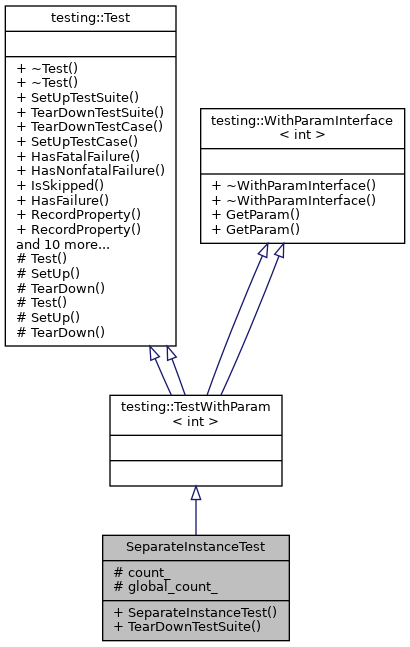 testing::Test
+ ~Test()
+ ~Test()
+ SetUpTestSuite()
+ TearDownTestSuite()
+ TearDownTestCase()
+ SetUpTestCase()
+ HasFatalFailure()
+ HasNonfatalFailure()
+ IsSkipped()
+ HasFailure()
+ RecordProperty()
+ RecordProperty()
and 10 more...
# Test()
# SetUp()
# TearDown()
# Test()
# SetUp()
# TearDown()
testing::WithParamInterface
< int >
+ ~WithParamInterface()
+ ~WithParamInterface()
+ GetParam()
+ GetParam()
testing::TestWithParam
< int >
SeparateInstanceTest
# count_
# global_count_
+ SeparateInstanceTest()
+ TearDownTestSuite()